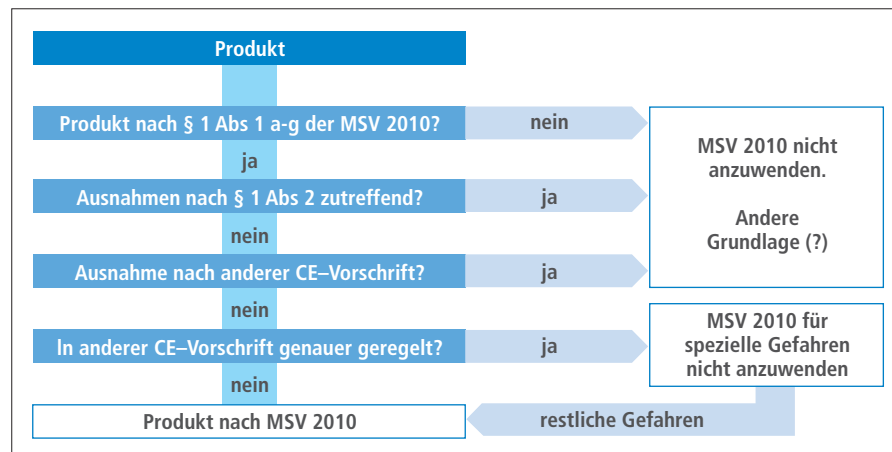 Produkt
Produkt nach § 1 Abs 1 a-g der MSV 2010?
nein
ja
Ausnahmen nach § 1 Abs 2 zutreffend?
ja
nein
Ausnahme nach anderer CE–Vorschrift?
ja
nein
In anderer CE–Vorschrift genauer geregelt?
ja
nein
Produkt nach MSV 2010
MSV 2010 nicht
anzuwenden.
Andere
Grundlage (?)
MSV 2010 für
spezielle Gefahren
nicht anzuwenden
restliche Gefahren